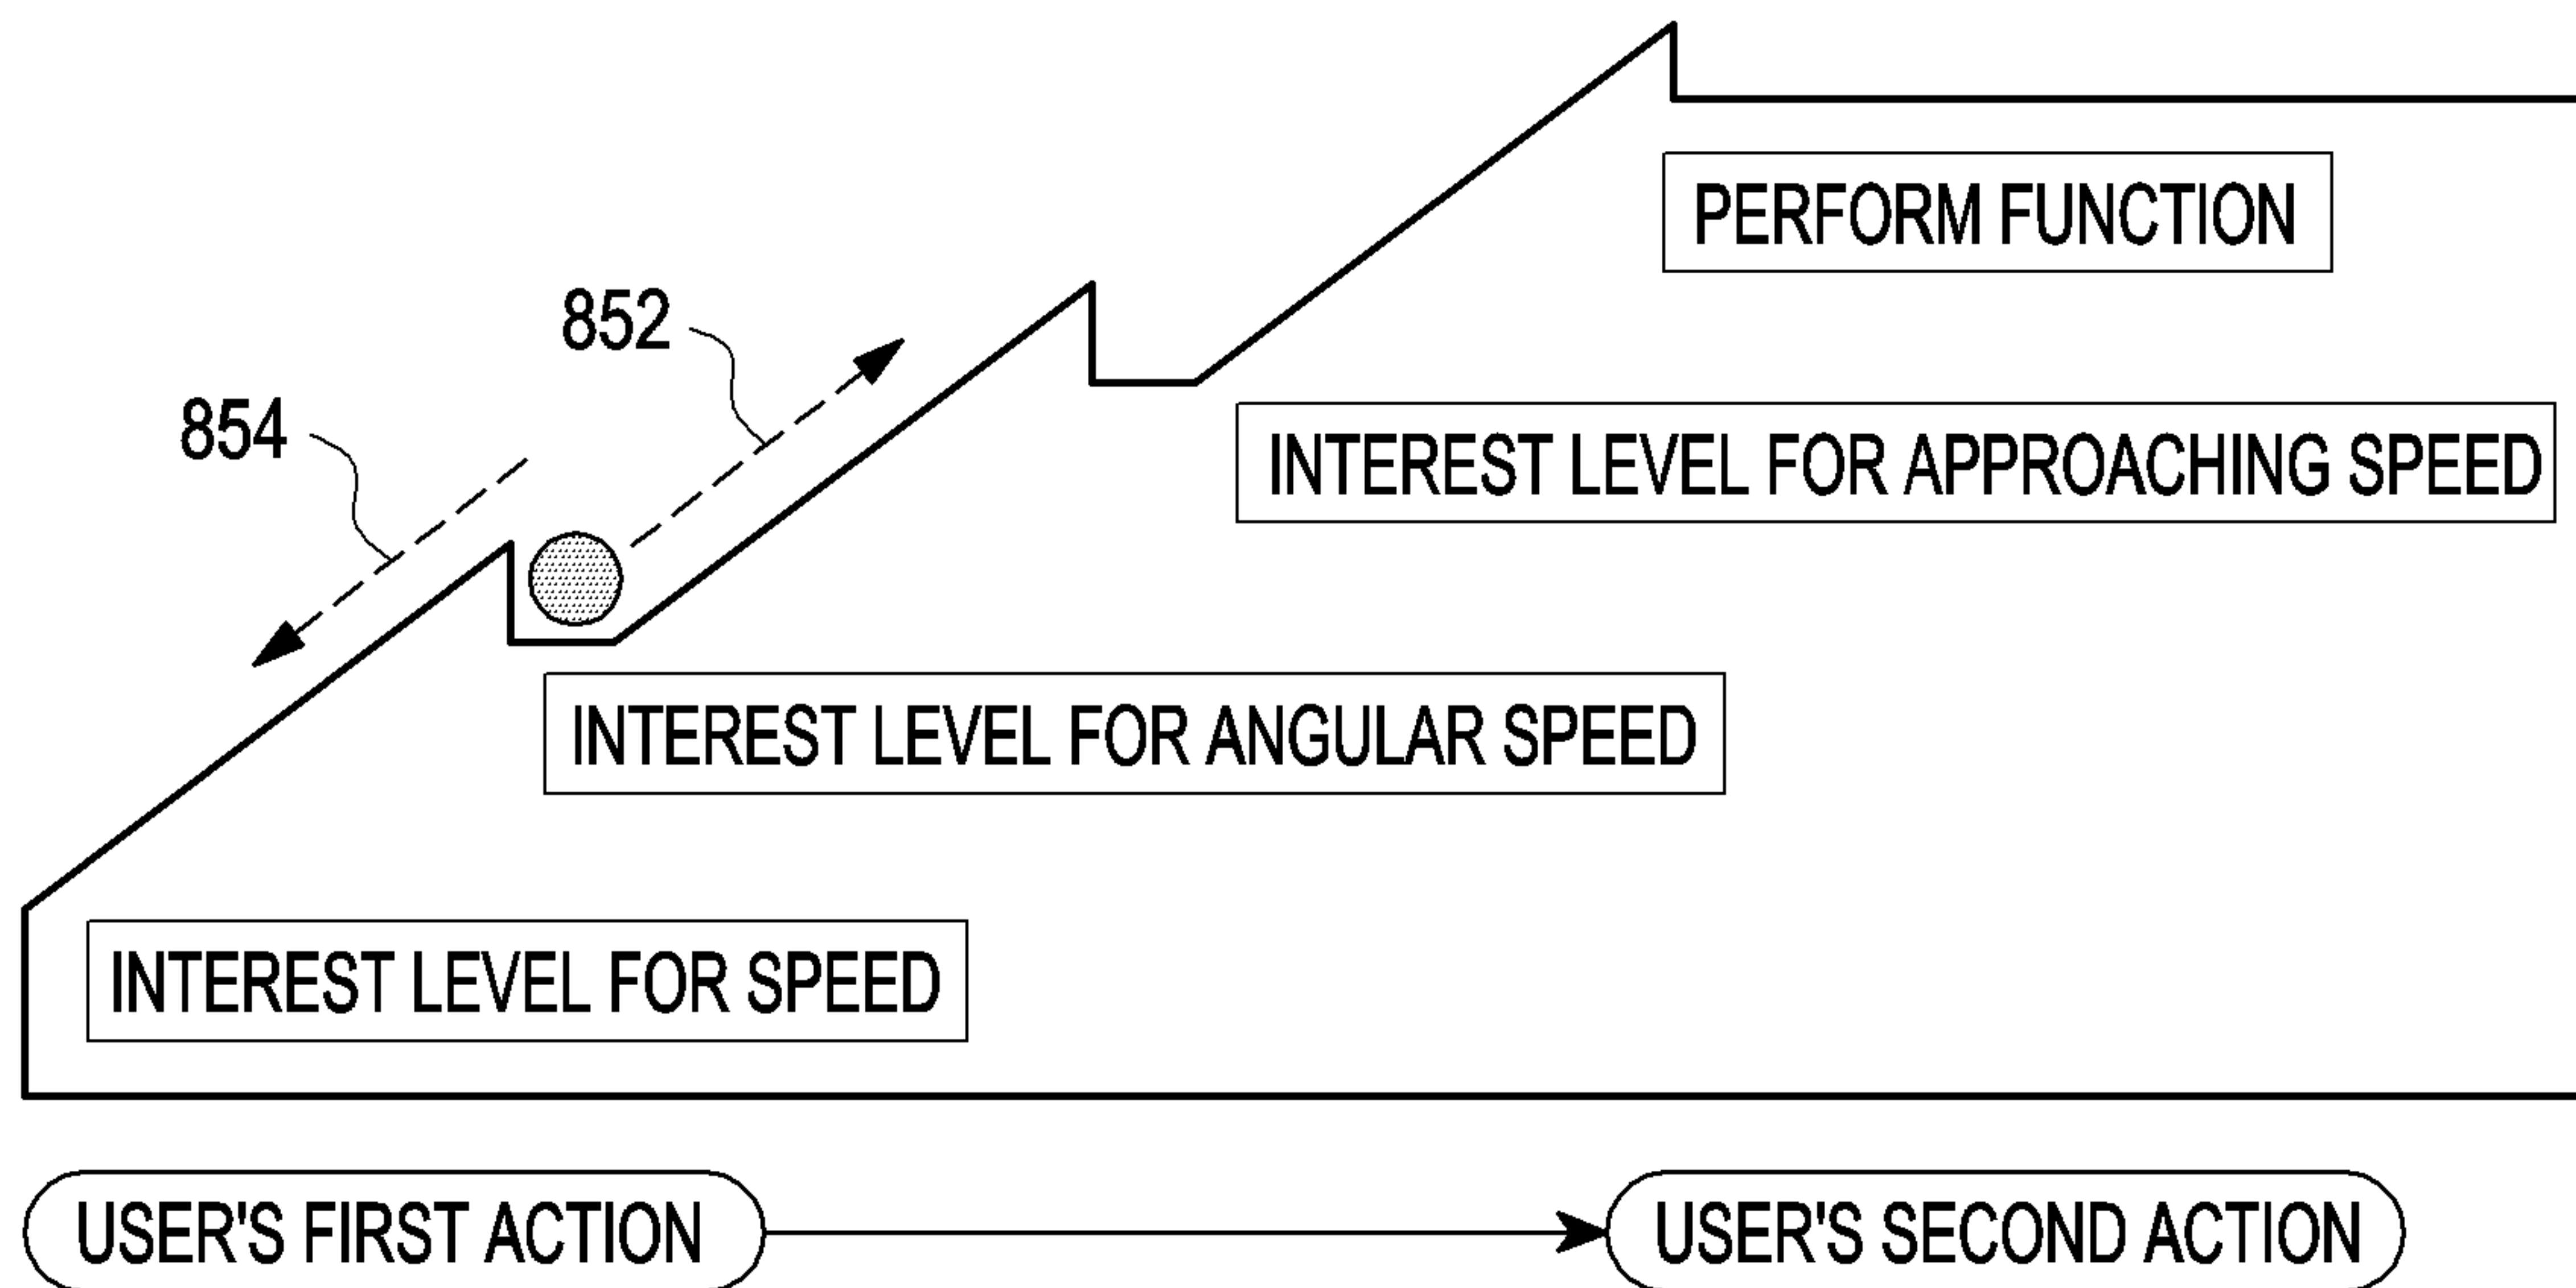 PERFORM FUNCTION
852
854
INTEREST LEVEL FOR APPROACHING SPEED
INTEREST LEVEL FOR ANGULAR SPEED
INTEREST LEVEL FOR SPEED
USER'S FIRST ACTION
USER'S SECOND ACTION